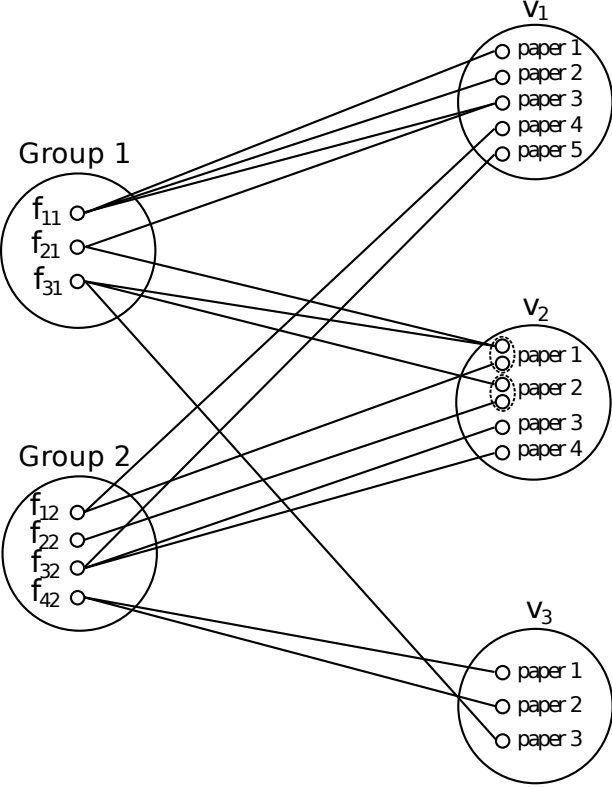 v1
paper 1
paper 2
paper 3
paper 4
paper 5
Group 1
f11
f21
f31
v2
paper 1
paper 2
paper 3
paper 4
Group 2
f12
f22
f32
f42
v3
paper 1
paper 2
paper 3